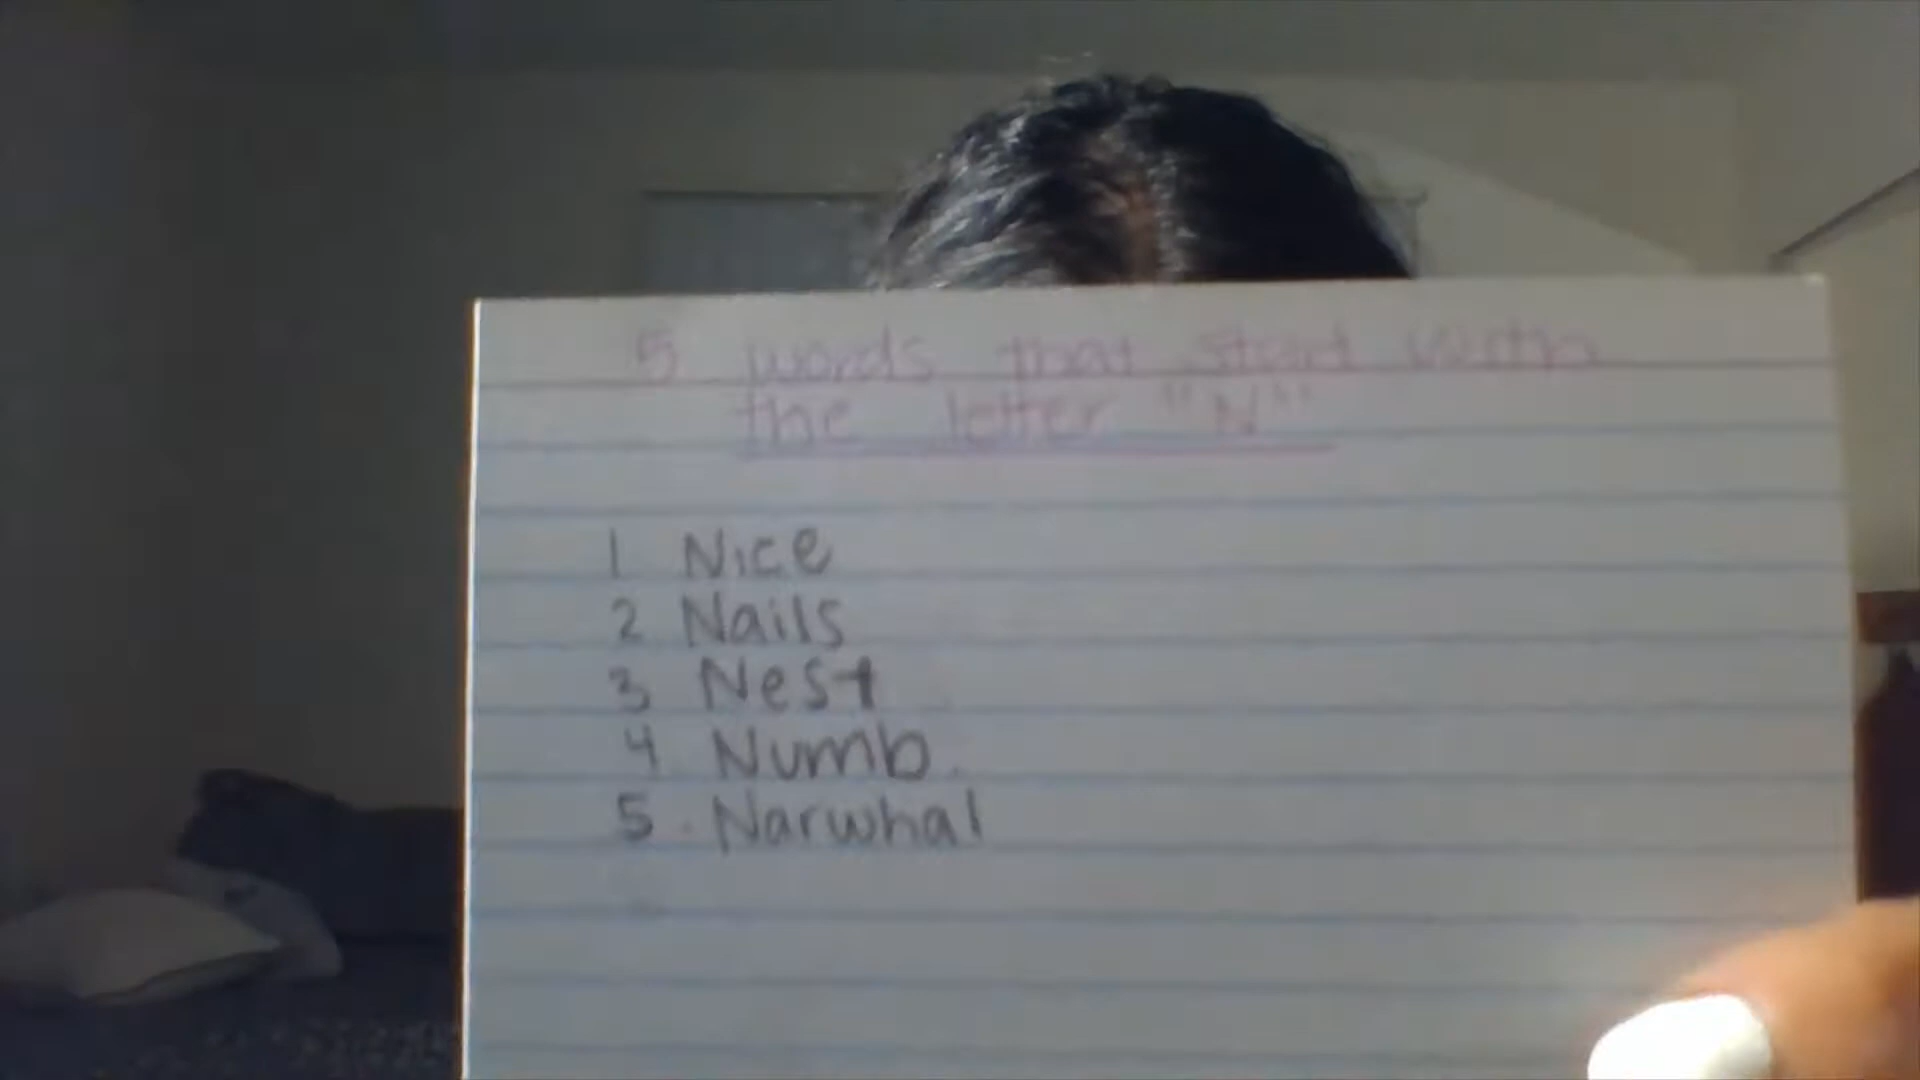 5 words that start with
the letter "N"
1 Nice
2 Nails
3 Nest
4 Numb.
5. Narwhal